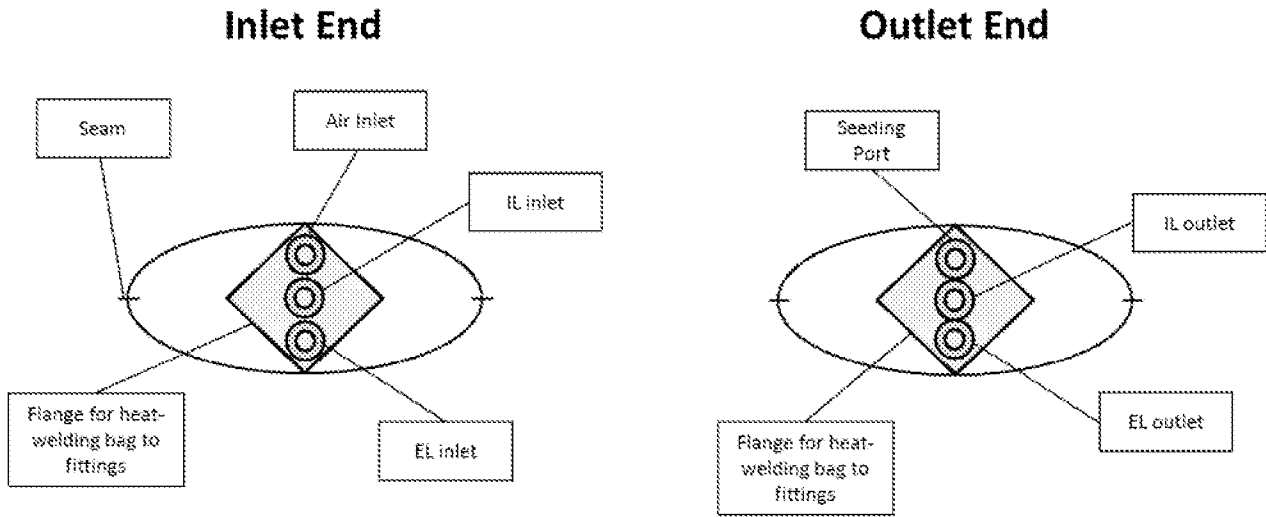 Inlet End
Seam
Air Inlet
IL inlet
Flange for heat-
welding bag to
fittings
EL inlet
Outlet End
Seeding
Port
IL outlet
Flange for heat-
welding bag to
fittings
EL outlet